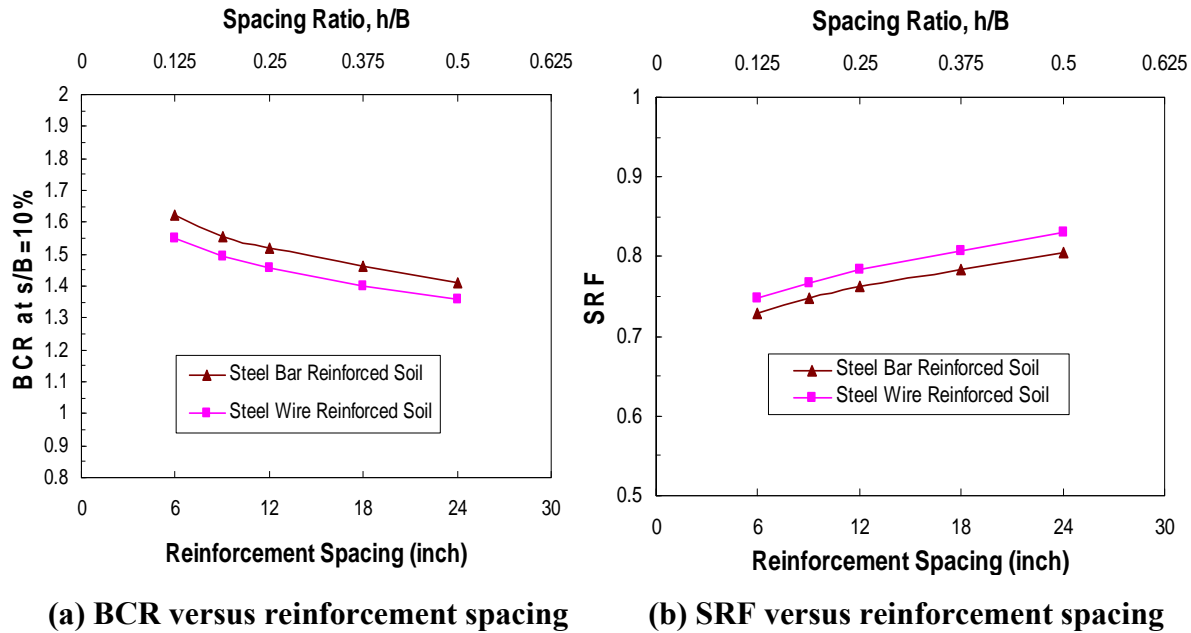 Spacing Ratio, h/B
0 0.125 0.25 0.375 0.5 0.625
2
1.9
1.8
1.7
1.6
1.5
1.4
1.3
1.2
1.1
1
0.9
0.8
BCR at s/B=10%
Steel Bar Reinforced Soil
Steel Wire Reinforced Soil
0 6 12 18 24 30
Reinforcement Spacing (inch)
(a) BCR versus reinforcement spacing
Spacing Ratio, h/B
0 0.125 0.25 0.375 0.5 0.625
1
0.9
0.8
0.7
0.6
0.5
SRF
Steel Bar Reinforced Soil
Steel Wire Reinforced Soil
0 6 12 18 24 30
Reinforcement Spacing (inch)
(b) SRF versus reinforcement spacing